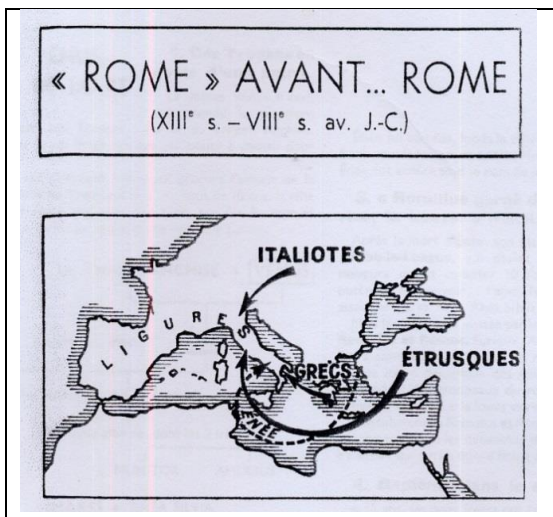 « ROME » AVANT... ROME
(XIIIᵉ s. – VIIIᵉ s. av. J.-C.)
ITALIOTES
LIGURES
GRECS
ÉTRUSQUES
ÉNÉE